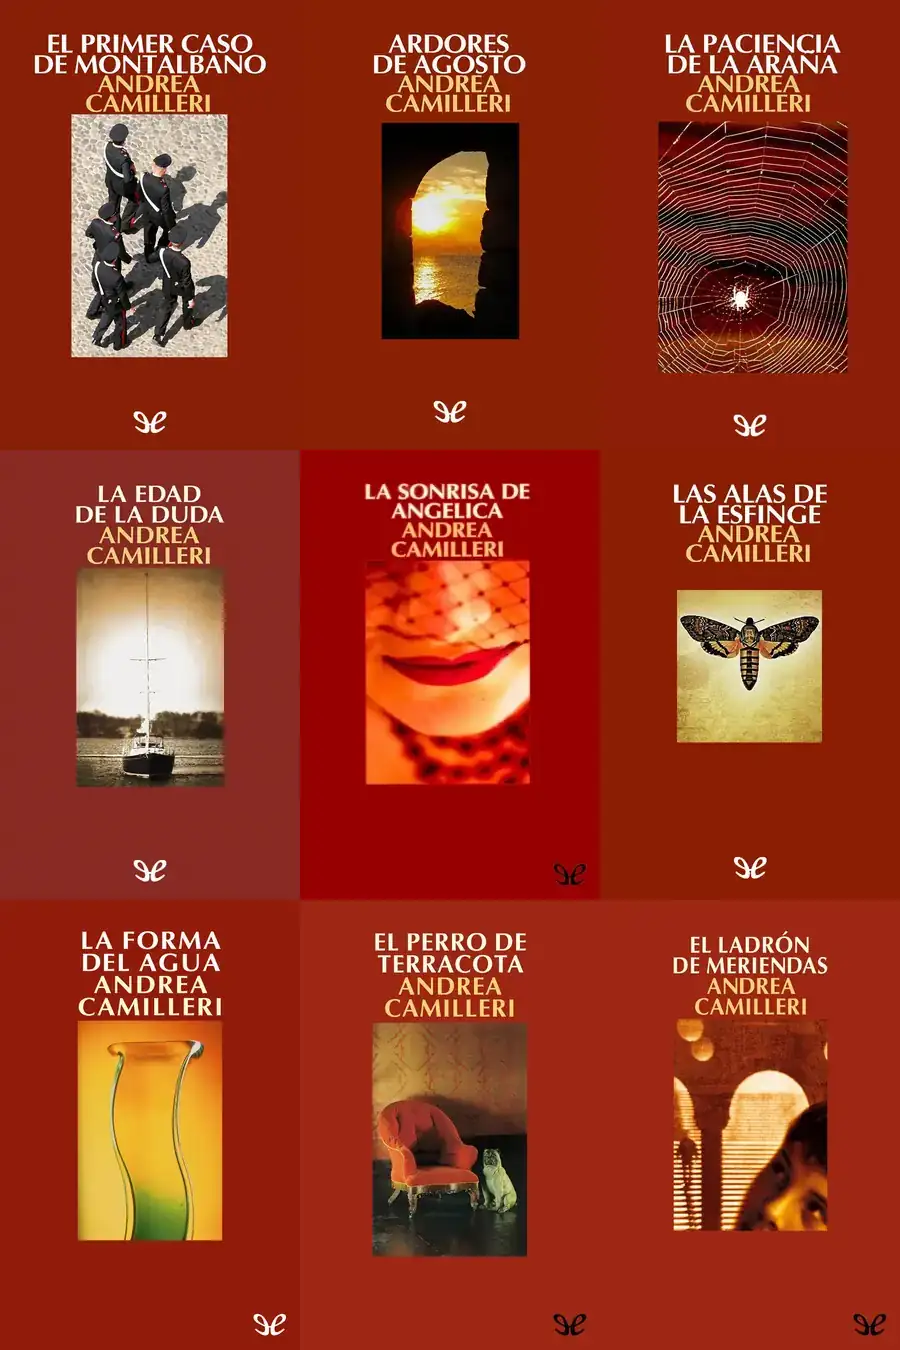 EL PRIMER CASO
DE MONTALBANO
ANDREA
CAMILLERI
ARDORES
DE AGOSTO
ANDREA
CAMILLERI
LA PACIENCIA
DE LA ARAÑA
ANDREA
CAMILLERI
LA EDAD
DE LA DUDA
ANDREA
CAMILLERI
LA SONRISA DE
ANGELICA
ANDREA
CAMILLERI
LAS ALAS DE
LA ESFINGE
ANDREA
CAMILLERI
LA FORMA
DEL AGUA
ANDREA
CAMILLERI
EL PERRO DE
TERRACOTA
ANDREA
CAMILLERI
EL LADRÓN
DE MERIENDAS
ANDREA
CAMILLERI